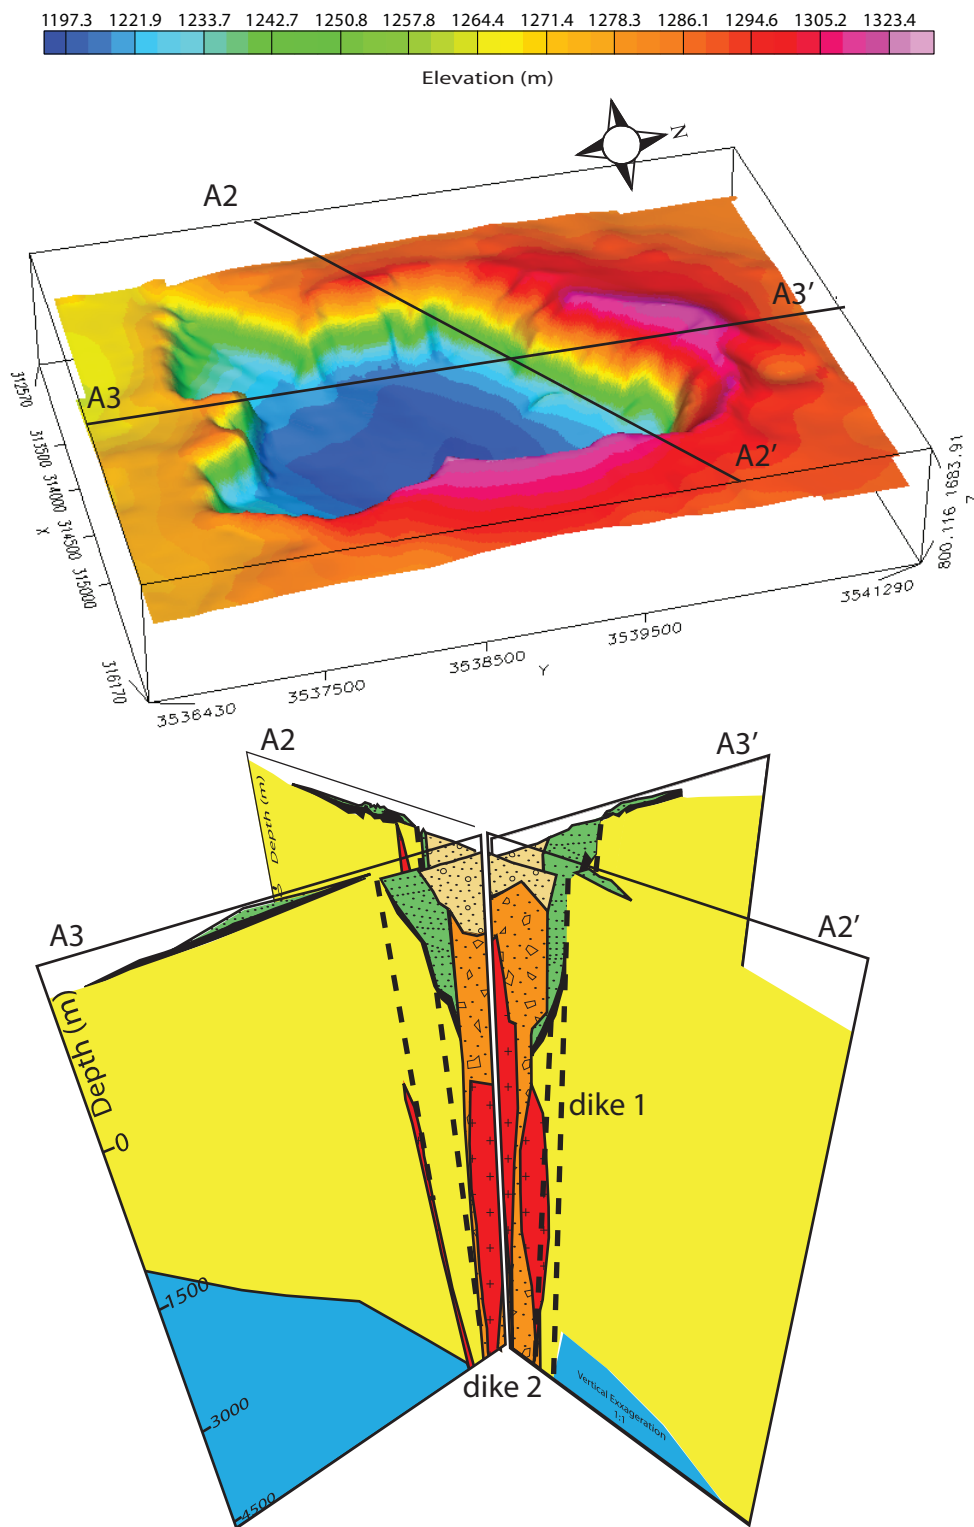 1197.3 1221.9 1233.7 1242.7 1250.8 1257.8 1264.4 1271.4 1278.3 1286.1 1294.6 1305.2 1323.4
Elevation (m)
N
A2
A3'
A3
A2'
312570
313500
314000
314500
315000
316170
X
3536430
3537500
3538500
3539500
3541290
Y
800.116 1683.91
Z
A2
A3'
Depth (m)
A3
A2'
Depth (m)
0
dike 1
1500
3000
4500
dike 2
Vertical Exxageration
1:1